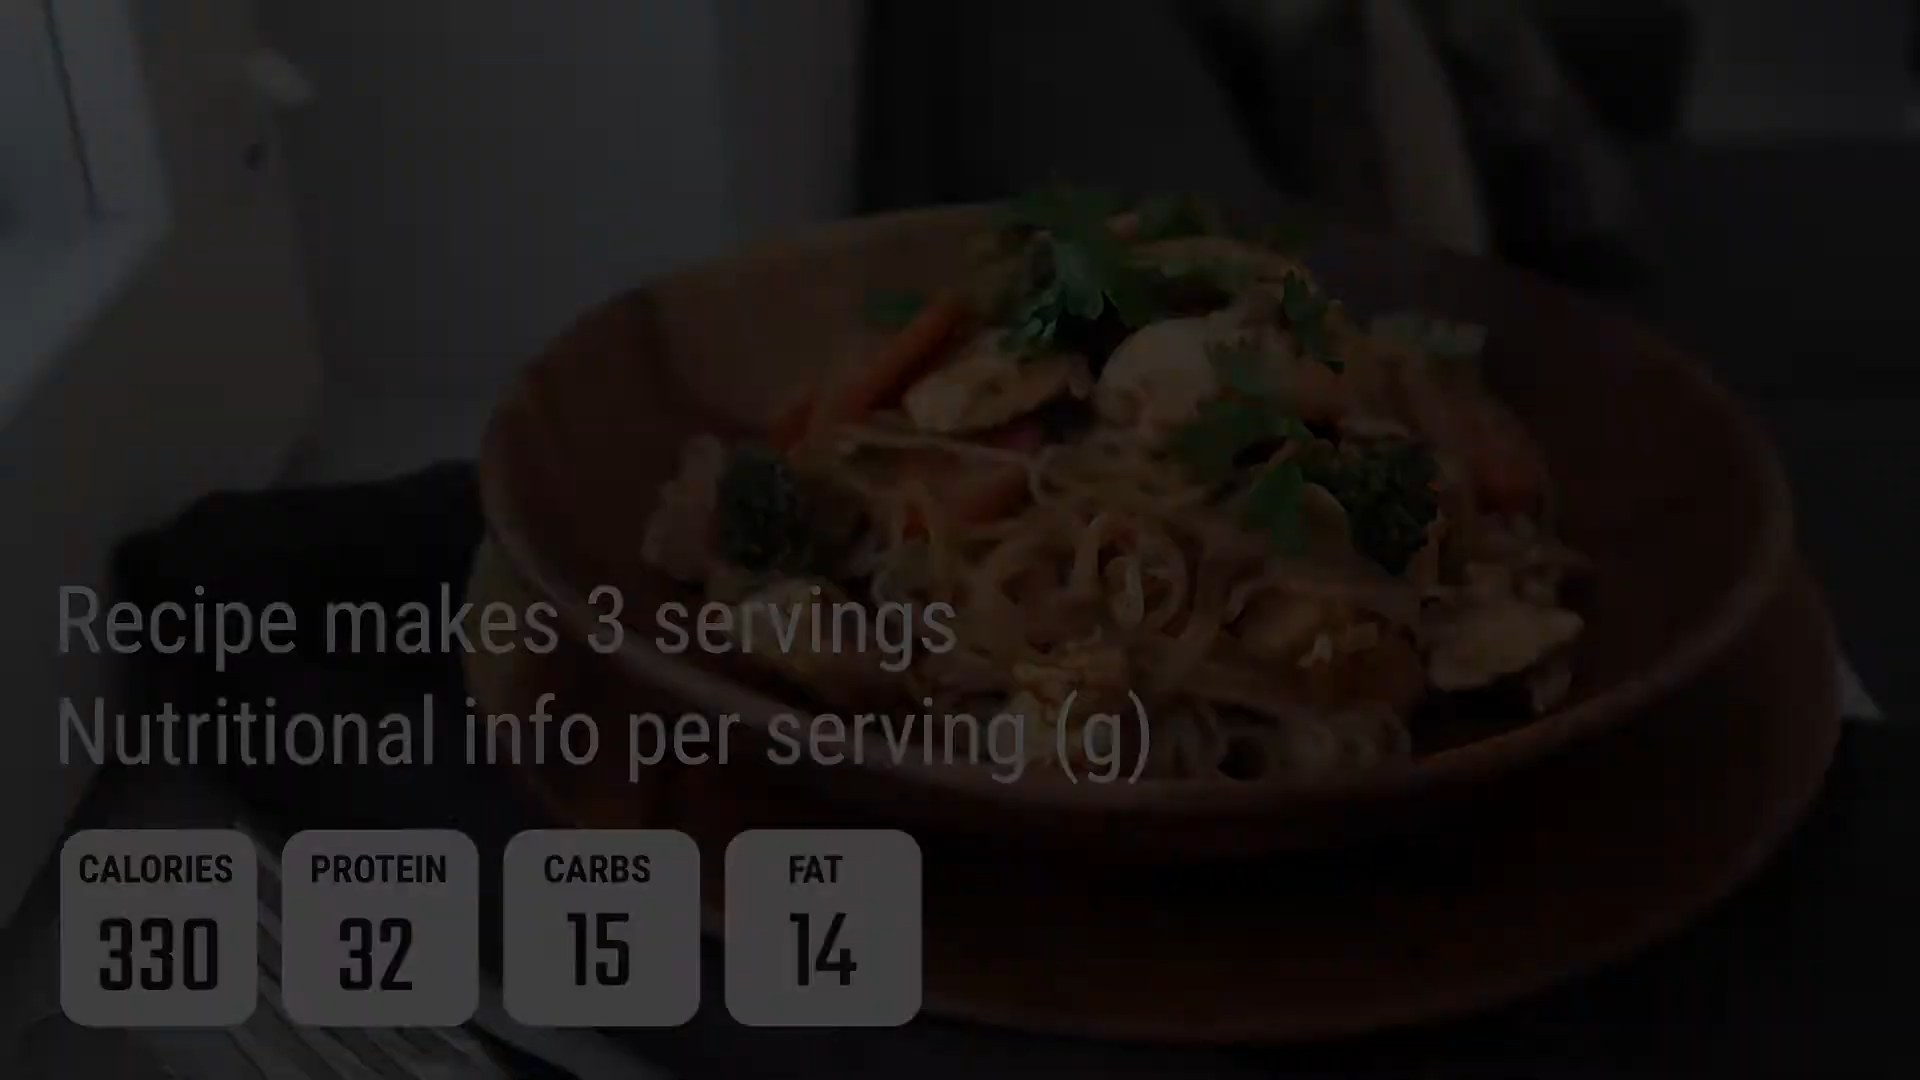 Recipe makes 3 servings
Nutritional info per serving (g)
CALORIES PROTEIN CARBS FAT
330 32 15 14